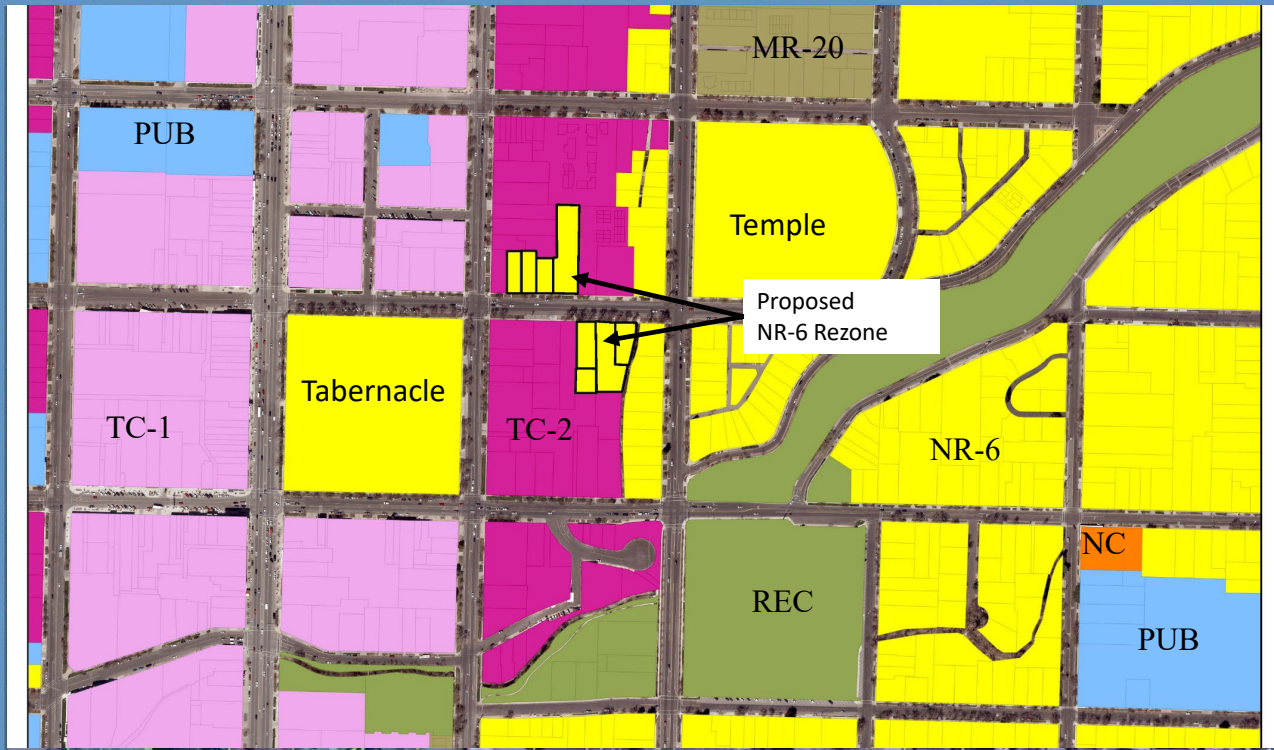 MR-20
PUB
Temple
Proposed
NR-6 Rezone
Tabernacle
TC-1
TC-2
NR-6
NC
REC
PUB